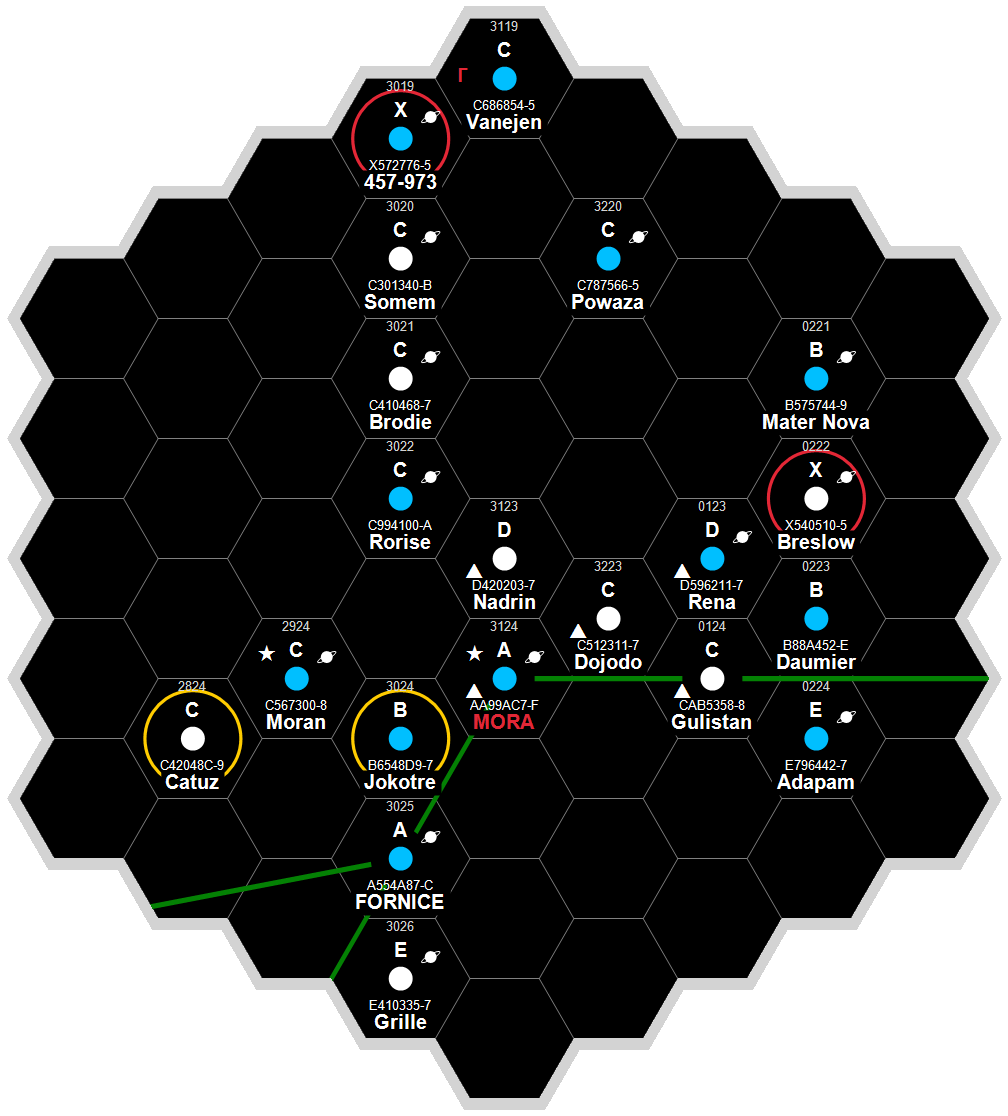 3119
C
Γ
C686854-5
Vanejen
3019
X
X572776-5
457-973
3020
C
C301340-B
Somem
3220
C
C787566-5
Powaza
3021
C
C410468-7
Brodie
0221
B
B575744-9
Mater Nova
3022
C
C994100-A
Rorise
0222
X
X540510-5
Breslow
3123
D
D420203-7
Nadrin
0123
D
D596211-7
Rena
3223
C
C512311-7
Dojodo
0223
B
B88A452-E
Daumier
2924
C
C567300-8
Moran
3124
A
AA99AC7-F
MORA
0124
C
CAB5358-8
Gulistan
2824
C
C42048C-9
Catuz
3024
B
B6548D9-7
Jokotre
0224
E
E796442-7
Adapam
3025
A
A554A87-C
FORNICE
3026
E
E410335-7
Grille